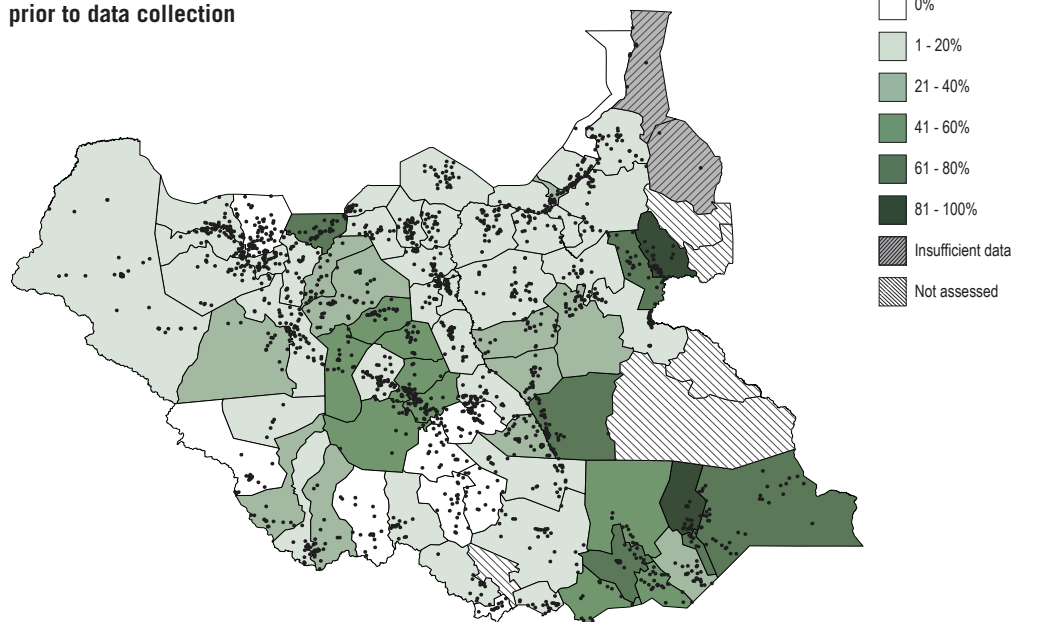 prior to data collection
0%
1 - 20%
21 - 40%
41 - 60%
61 - 80%
81 - 100%
Insufficient data
Not assessed